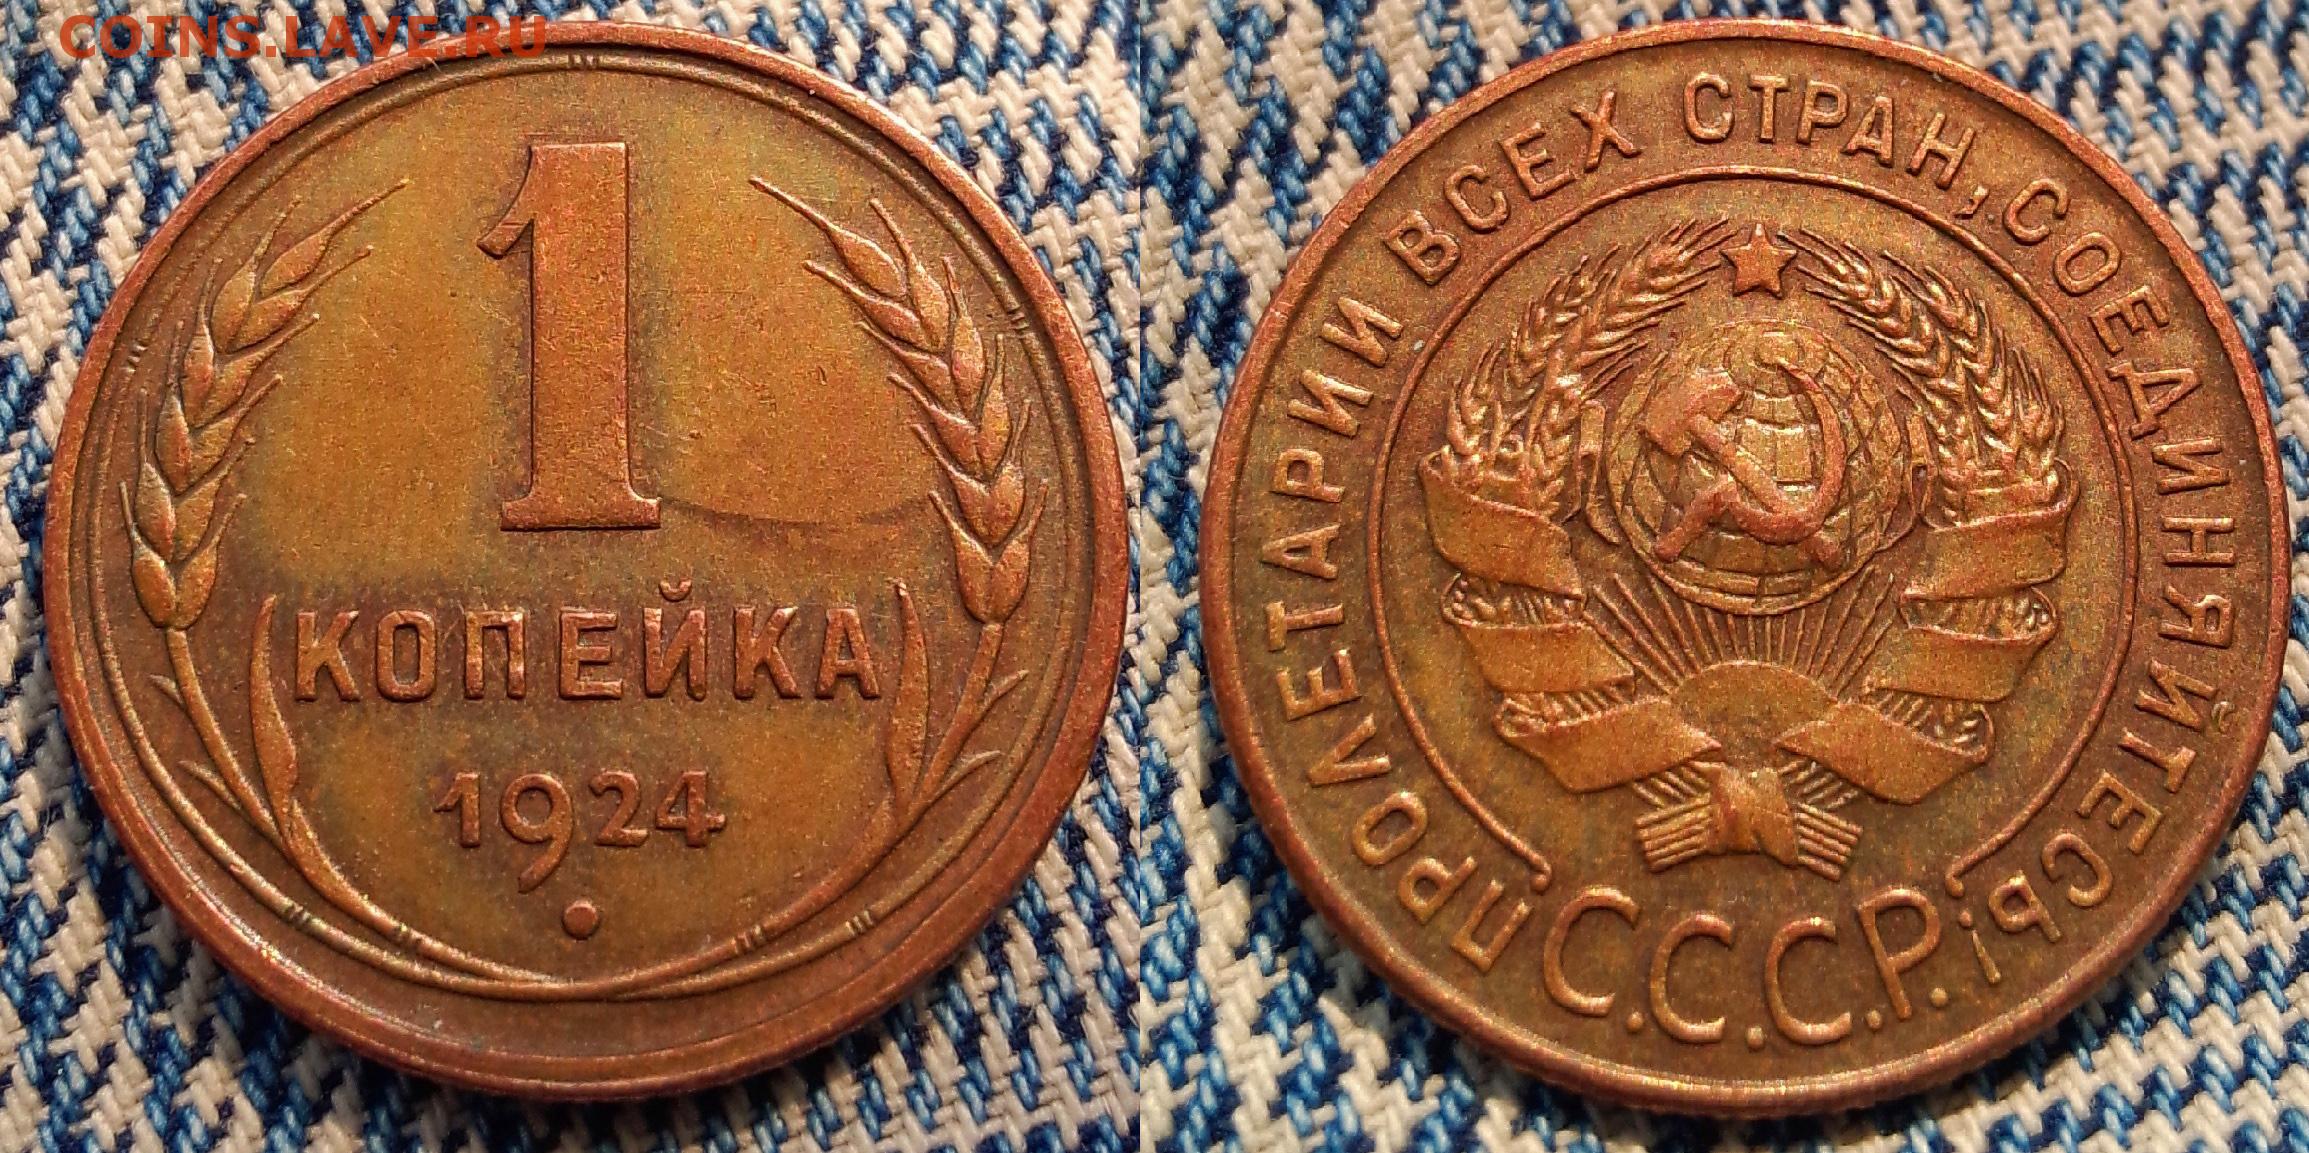 COINS.LAVE.RU
1
КОПЕЙКА
1924
ПРОЛЕТАРИИ ВСЕХ СТРАН, СОЕДИНЯЙТЕСЬ!
С.С.С.Р.